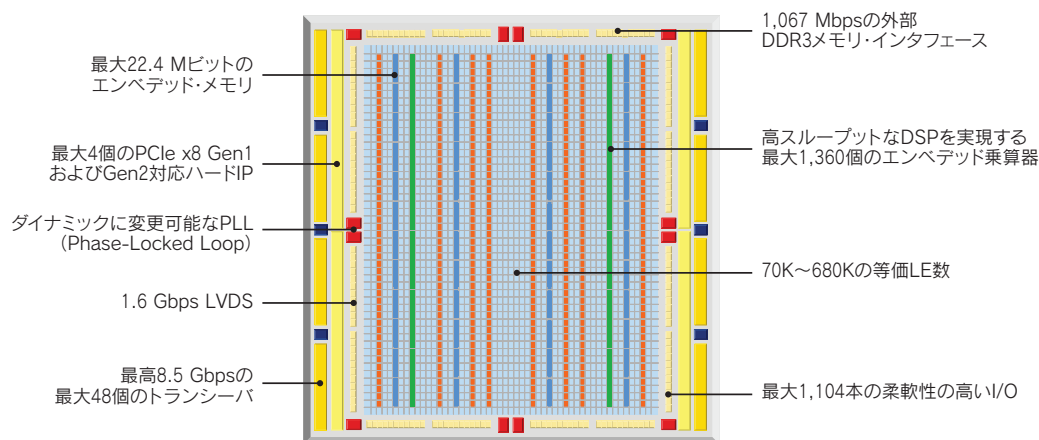 最大22.4 Mビットの
エンベデッド・メモリ
最大4個のPCIe x8 Gen1
およびGen2対応ハードIP
ダイナミックに変更可能なPLL
（Phase-Locked Loop）
1.6 Gbps LVDS
最高8.5 Gbpsの
最大48個のトランシーバ
1,067 Mbpsの外部
DDR3メモリ・インタフェース
高スループットなDSPを実現する
最大1,360個のエンベデッド乗算器
70K～680Kの等価LE数
最大1,104本の柔軟性の高いI/O